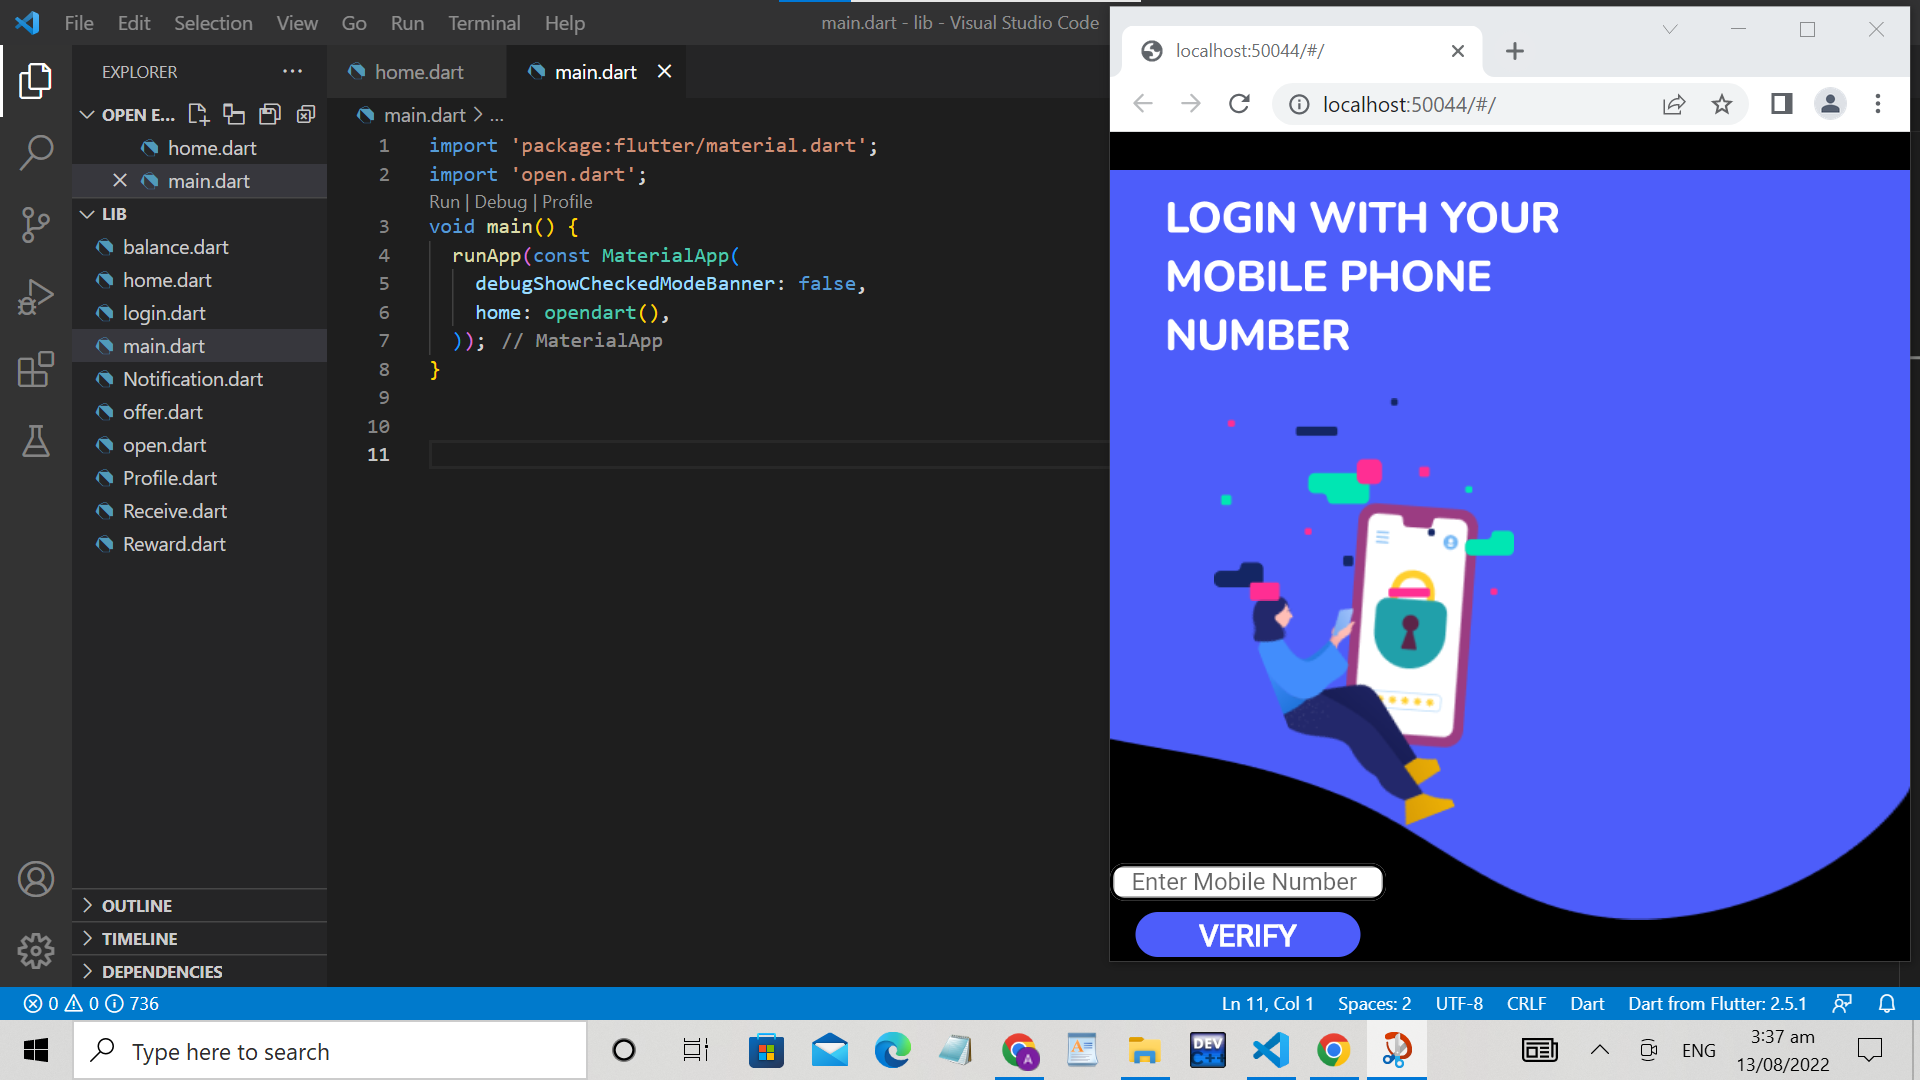 File Edit Selection View Go Run Terminal Help
main.dart - lib - Visual Studio Code
EXPLORER
OPEN E...
home.dart
main.dart
LIB
balance.dart
home.dart
login.dart
main.dart
Notification.dart
offer.dart
open.dart
Profile.dart
Receive.dart
Reward.dart
OUTLINE
TIMELINE
DEPENDENCIES
home.dart main.dart
main.dart > ...
1 import 'package:flutter/material.dart';
2 import 'open.dart';
Run | Debug | Profile
3 void main() {
4 runApp(const MaterialApp(
5 debugShowCheckedModeBanner: false,
6 home: opendart(),
7 )); // MaterialApp
8 }
9
10
11
localhost:50044/#/
localhost:50044/#/
LOGIN WITH YOUR
MOBILE PHONE
NUMBER
Enter Mobile Number
VERIFY
0 0 736
Ln 11, Col 1 Spaces: 2 UTF-8 CRLF Dart Dart from Flutter: 2.5.1
Type here to search
A
DEV
C++
ENG
3:37 am
13/08/2022